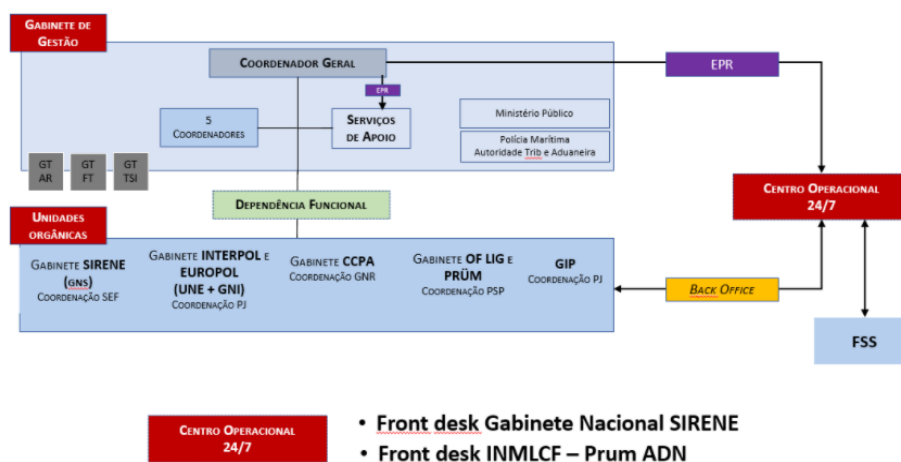 GABINETE DE
GESTÃO
COORDENADOR GERAL
EPR
EPR
5
COORDENADORES
SERVIÇOS
DE APOIO
Ministério Público
Polícia Marítima
Autoridade Trib e Aduaneira
GT
AR
GT
FT
GT
TSI
CENTRO OPERACIONAL
24/7
DEPENDÊNCIA FUNCIONAL
UNIDADES
ORGÂNICAS
GABINETE SIRENE
(GNS)
COORDENAÇÃO SEF
GABINETE INTERPOL E
EUROPOL
(UNE + GNI)
COORDENAÇÃO PJ
GABINETE CCPA
COORDENAÇÃO GNR
GABINETE OF LIG E
PRÜM
COORDENAÇÃO PSP
GIP
COORDENAÇÃO PJ
BACK OFFICE
FSS
CENTRO OPERACIONAL
24/7
• Front desk Gabinete Nacional SIRENE
• Front desk INMLCF – Prum ADN